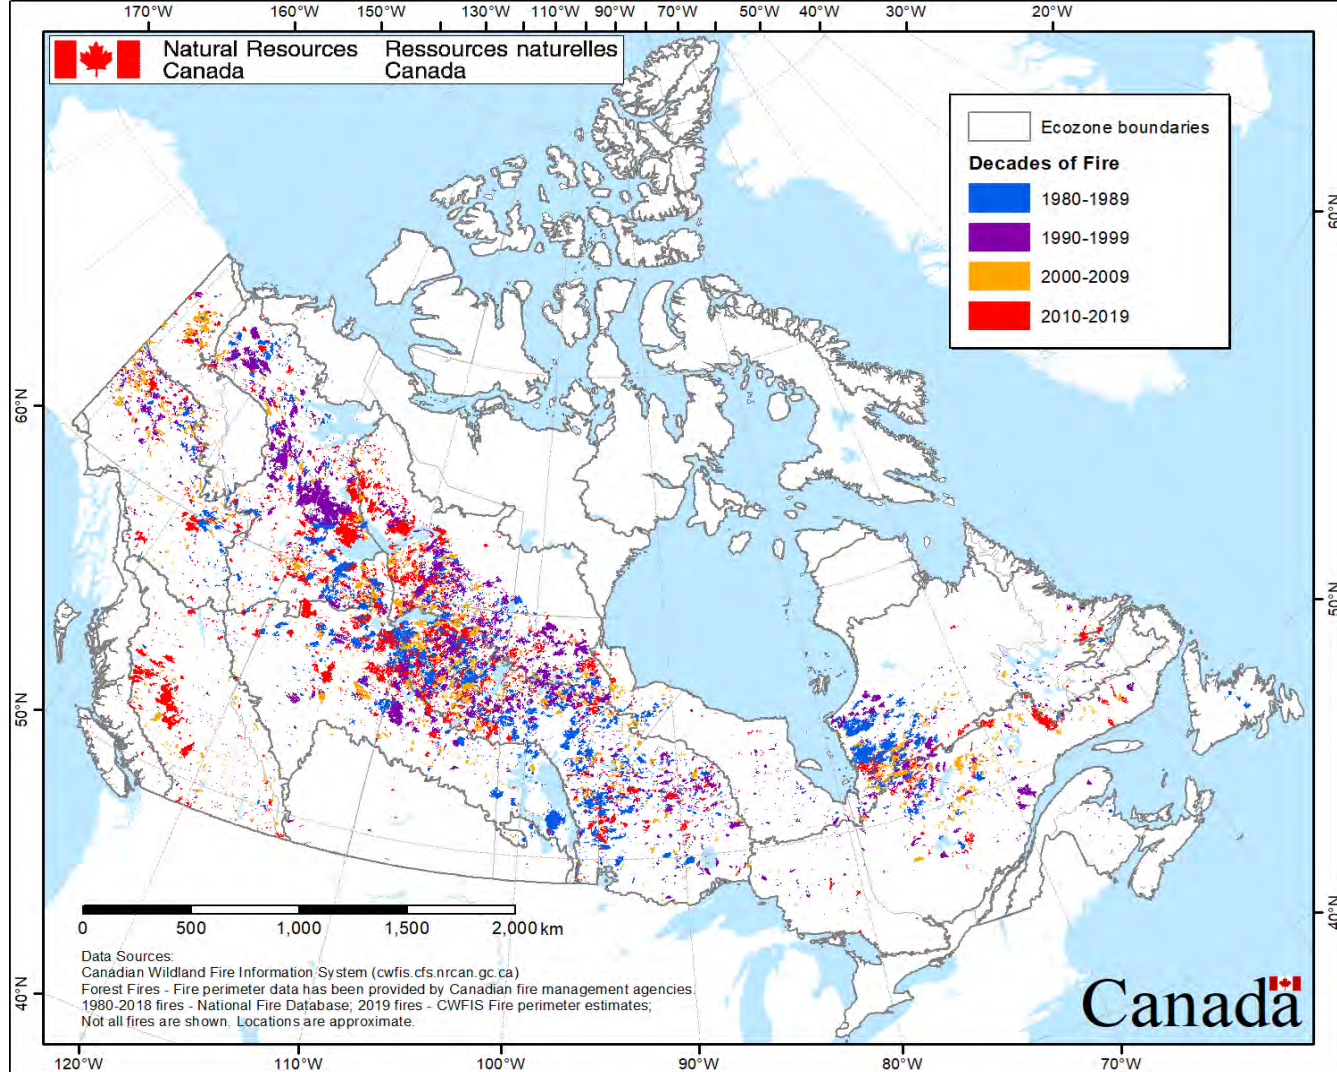 170°W 160°W 150°W 130°W 110°W 90°W 70°W 50°W 40°W 30°W 20°W
Natural Resources Ressources naturelles
Canada Canada
Ecozone boundaries
Decades of Fire
1980-1989
1990-1999
2000-2009
2010-2019
60°N
60°N
50°N
50°N
40°N
40°N
0 500 1,000 1,500 2,000 km
Data Sources:
Canadian Wildland Fire Information System (cwfis.cfs.nrcan.gc.ca)
Forest Fires - Fire perimeter data has been provided by Canadian fire management agencies.
1980-2018 fires - National Fire Database; 2019 fires - CWFIS Fire perimeter estimates;
Not all fires are shown. Locations are approximate.
Canada
120°W 110°W 100°W 90°W 80°W 70°W